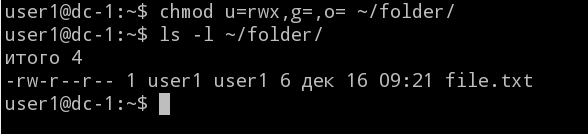 user1@dc-1:~$ chmod u=rwx,g=,o= ~/folder/
user1@dc-1:~$ ls -l ~/folder/
итого 4
-rw-r--r-- 1 user1 user1 6 дек 16 09:21 file.txt
user1@dc-1:~$